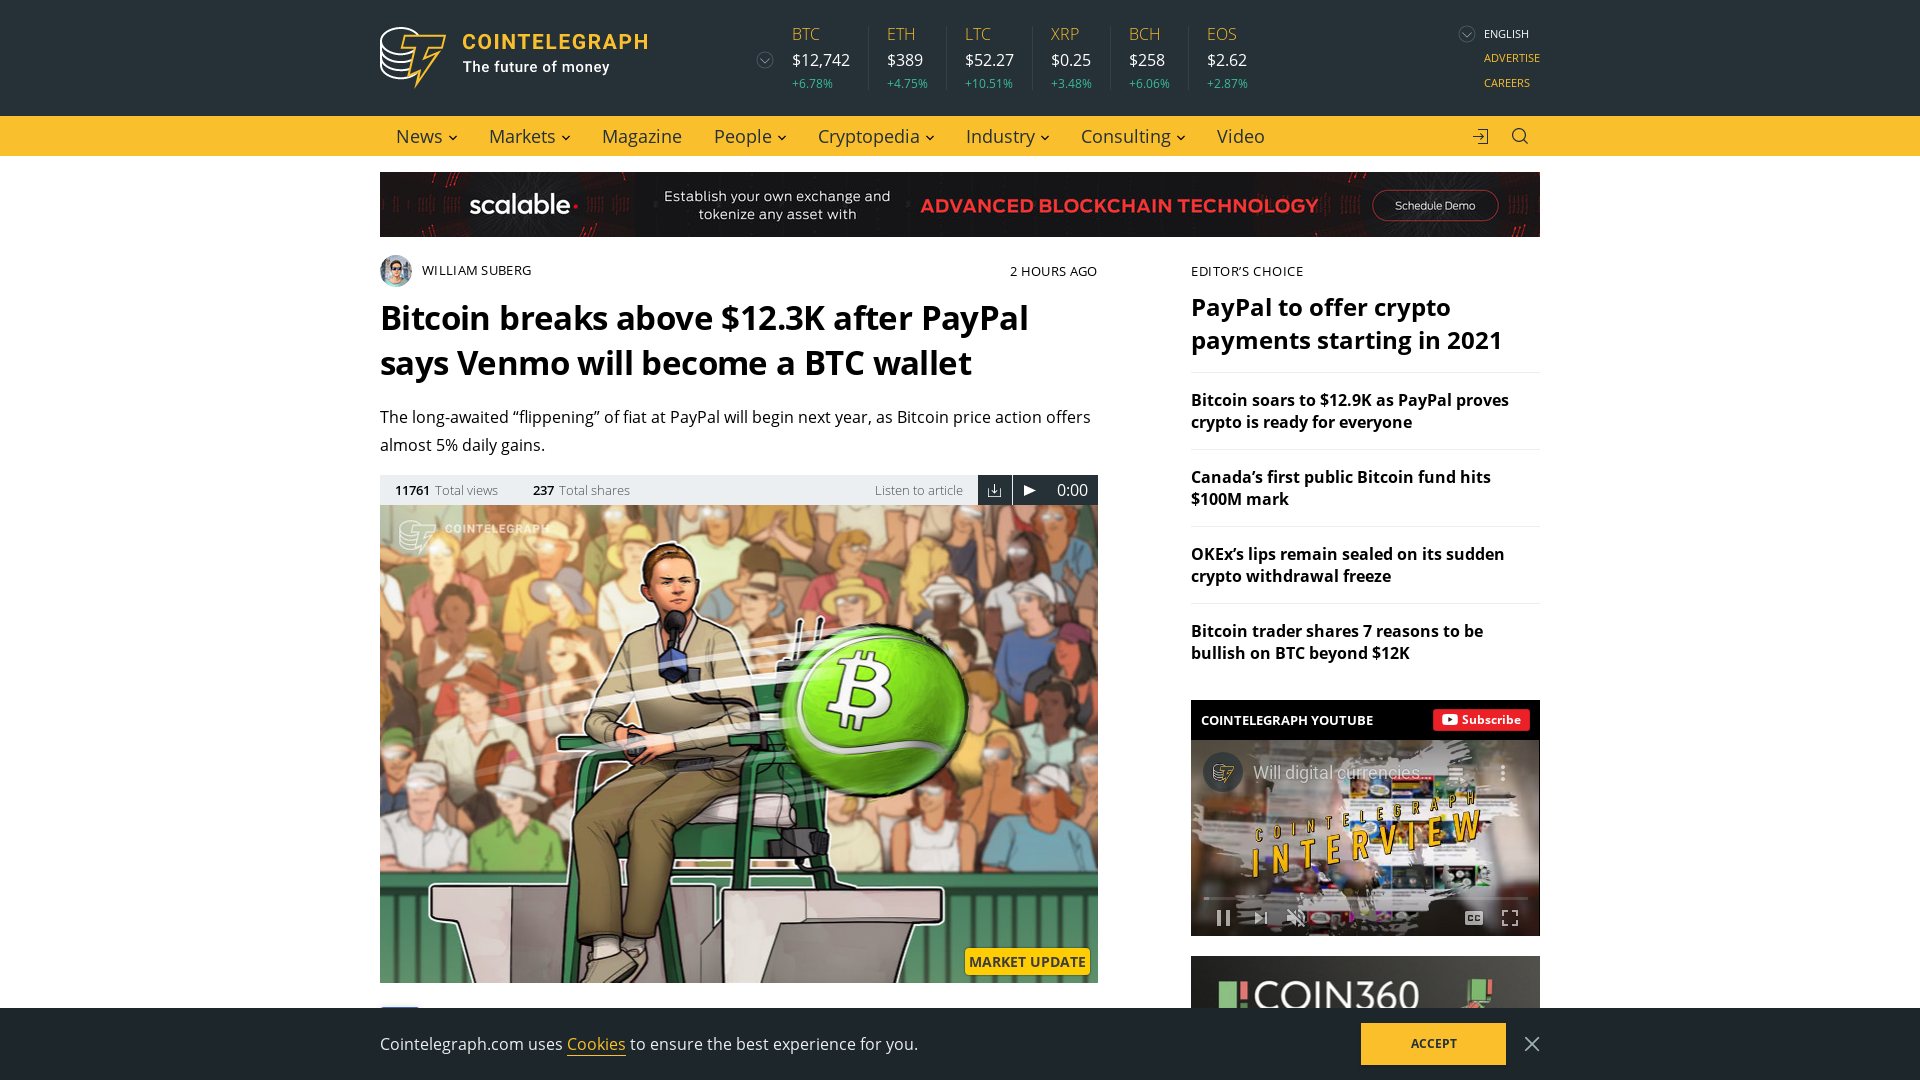 COINTELEGRAPH
The future of money
BTC
$12,742
+6.78%
ETH
$389
+4.75%
LTC
$52.27
+10.51%
XRP
$0.25
+3.48%
BCH
$258
+6.06%
EOS
$2.62
+2.87%
ENGLISH
ADVERTISE
CAREERS
News Markets Magazine People Cryptopedia Industry Consulting Video
scalable.
Establish your own exchange and
tokenize any asset with
ADVANCED BLOCKCHAIN TECHNOLOGY
Schedule Demo
WILLIAM SUBERG
2 HOURS AGO
Bitcoin breaks above $12.3K after PayPal
says Venmo will become a BTC wallet
The long-awaited “flippening” of fiat at PayPal will begin next year, as Bitcoin price action offers
almost 5% daily gains.
11761 Total views 237 Total shares Listen to article 0:00
COINTELEGRAPH
MARKET UPDATE
EDITOR’S CHOICE
PayPal to offer crypto
payments starting in 2021
Bitcoin soars to $12.9K as PayPal proves
crypto is ready for everyone
Canada’s first public Bitcoin fund hits
$100M mark
OKEx’s lips remain sealed on its sudden
crypto withdrawal freeze
Bitcoin trader shares 7 reasons to be
bullish on BTC beyond $12K
COINTELEGRAPH YOUTUBE
Subscribe
Will digital currencies...
COINTELEGRAPH
INTERVIEW
CC
COIN360
Cointelegraph.com uses Cookies to ensure the best experience for you.
ACCEPT